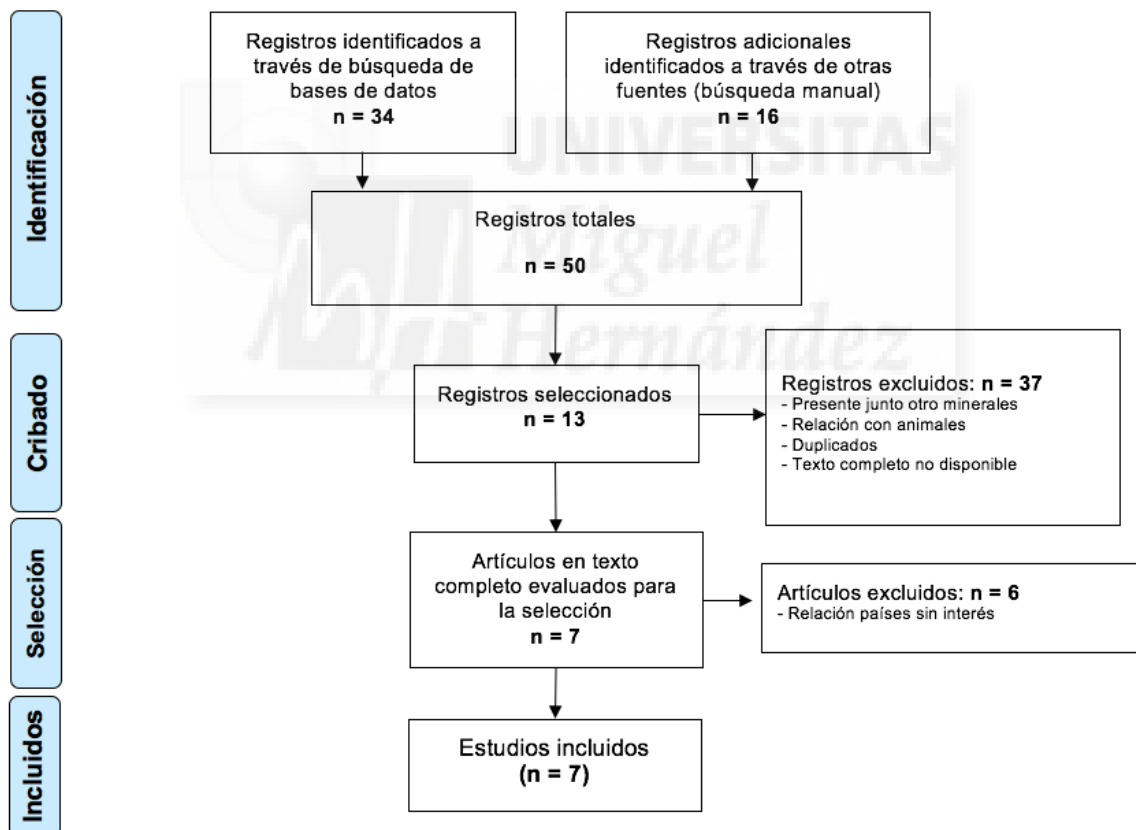 Identificación
Registros identificados a
través de búsqueda de
bases de datos
n = 34
Registros adicionales
identificados a través de otras
fuentes (búsqueda manual)
n = 16
UNIVERSITAS
Miguel
Hernández
Registros totales
n = 50
Cribado
Registros seleccionados
n = 13
Registros excluidos: n = 37
- Presente junto otro minerales
- Relación con animales
- Duplicados
- Texto completo no disponible
Selección
Artículos en texto
completo evaluados para
la selección
n = 7
Artículos excluidos: n = 6
- Relación países sin interés
Incluidos
Estudios incluidos
(n = 7)